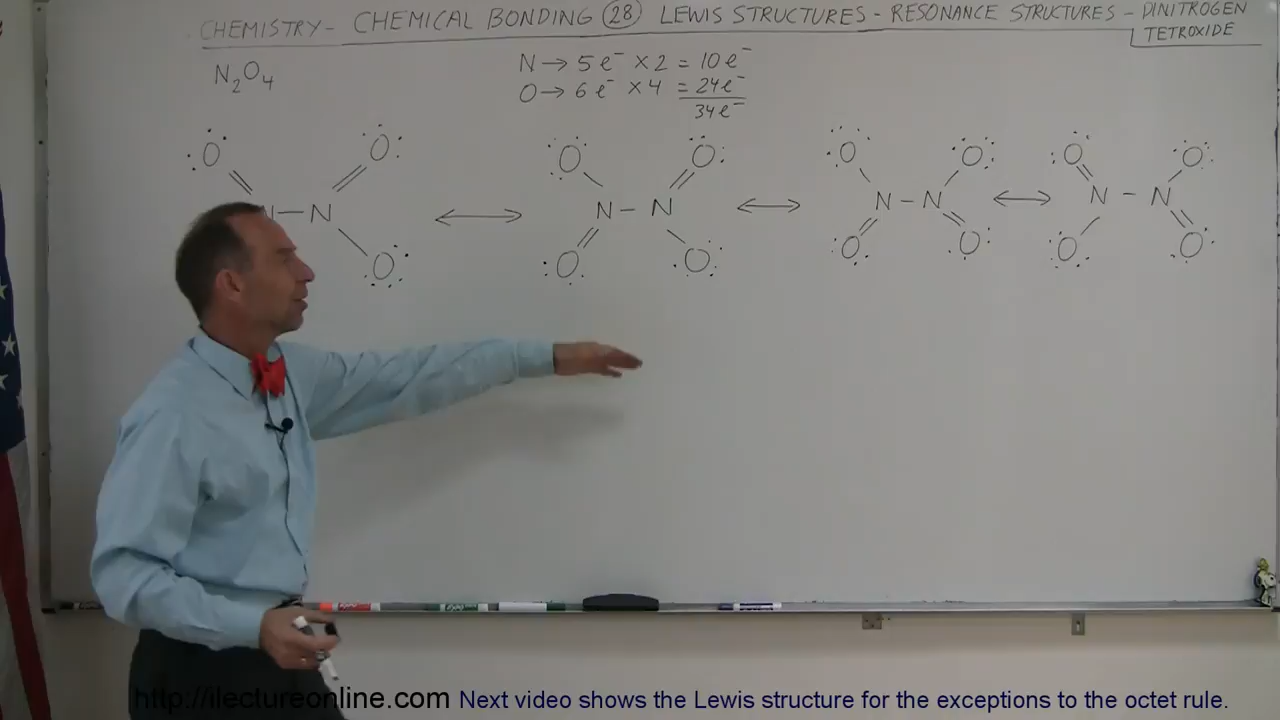 CHEMISTRY - CHEMICAL BONDING 28 LEWIS STRUCTURES - RESONANCE STRUCTURES - DINITROGEN
TETROXIDE
N₂O₄
N → 5e⁻ × 2 = 10e⁻
O → 6e⁻ × 4 = 24e⁻
34e⁻
O O O O O O O O
N - N ↔ N - N ↔ N - N ↔ N - N
O O O O O O O
http://ilectureonline.com Next video shows the Lewis structure for the exceptions to the octet rule.